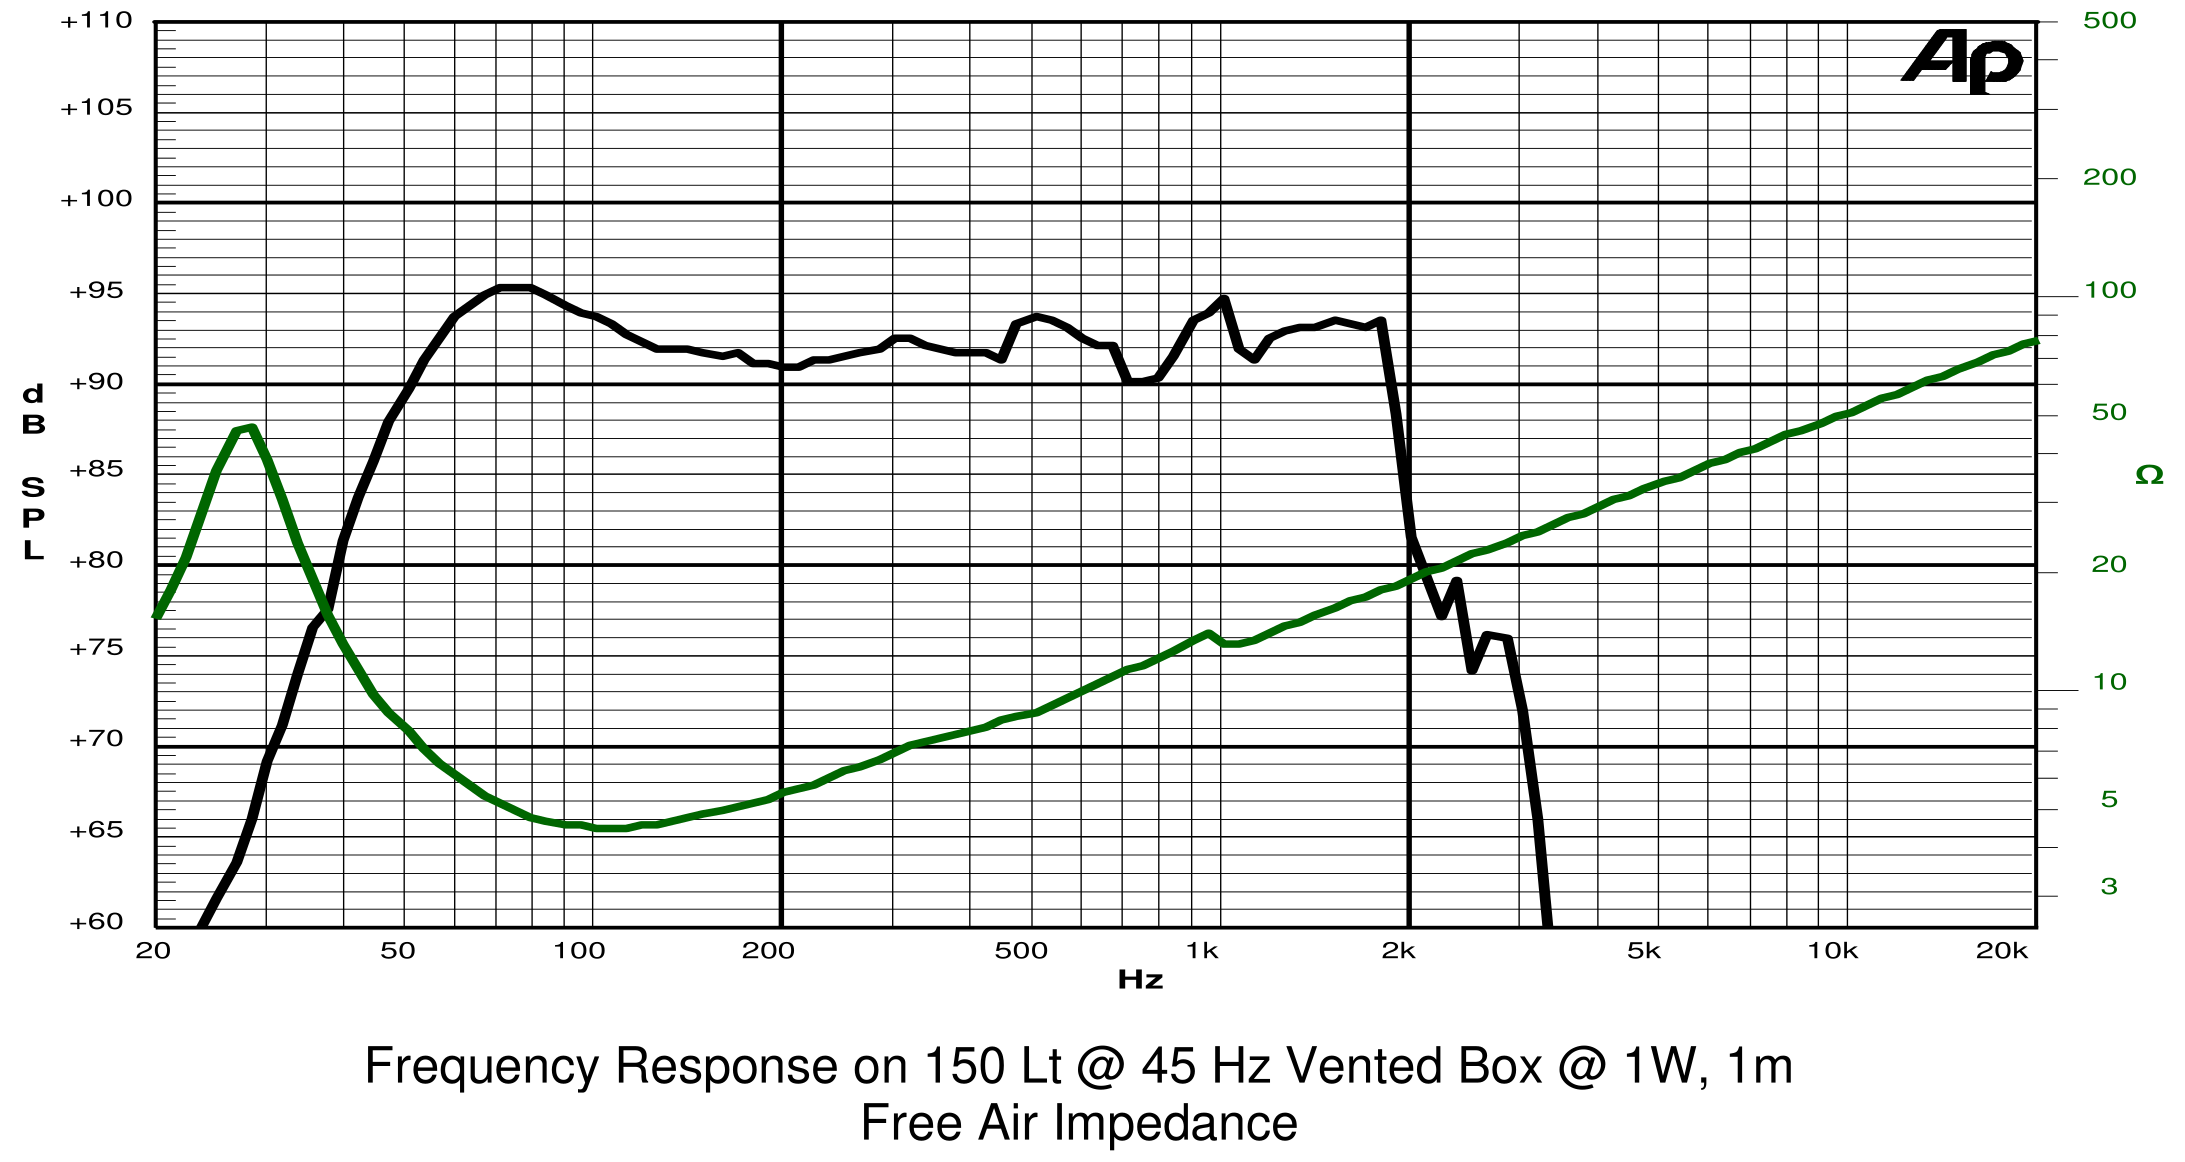 +110
+105
+100
+95
+90
+85
+80
+75
+70
+65
+60
d
B
S
P
L
Ap
500
200
100
50
20
10
5
3
Ω
20 50 100 200 500 1k 2k 5k 10k 20k
Hz
Frequency Response on 150 Lt @ 45 Hz Vented Box @ 1W, 1m
Free Air Impedance